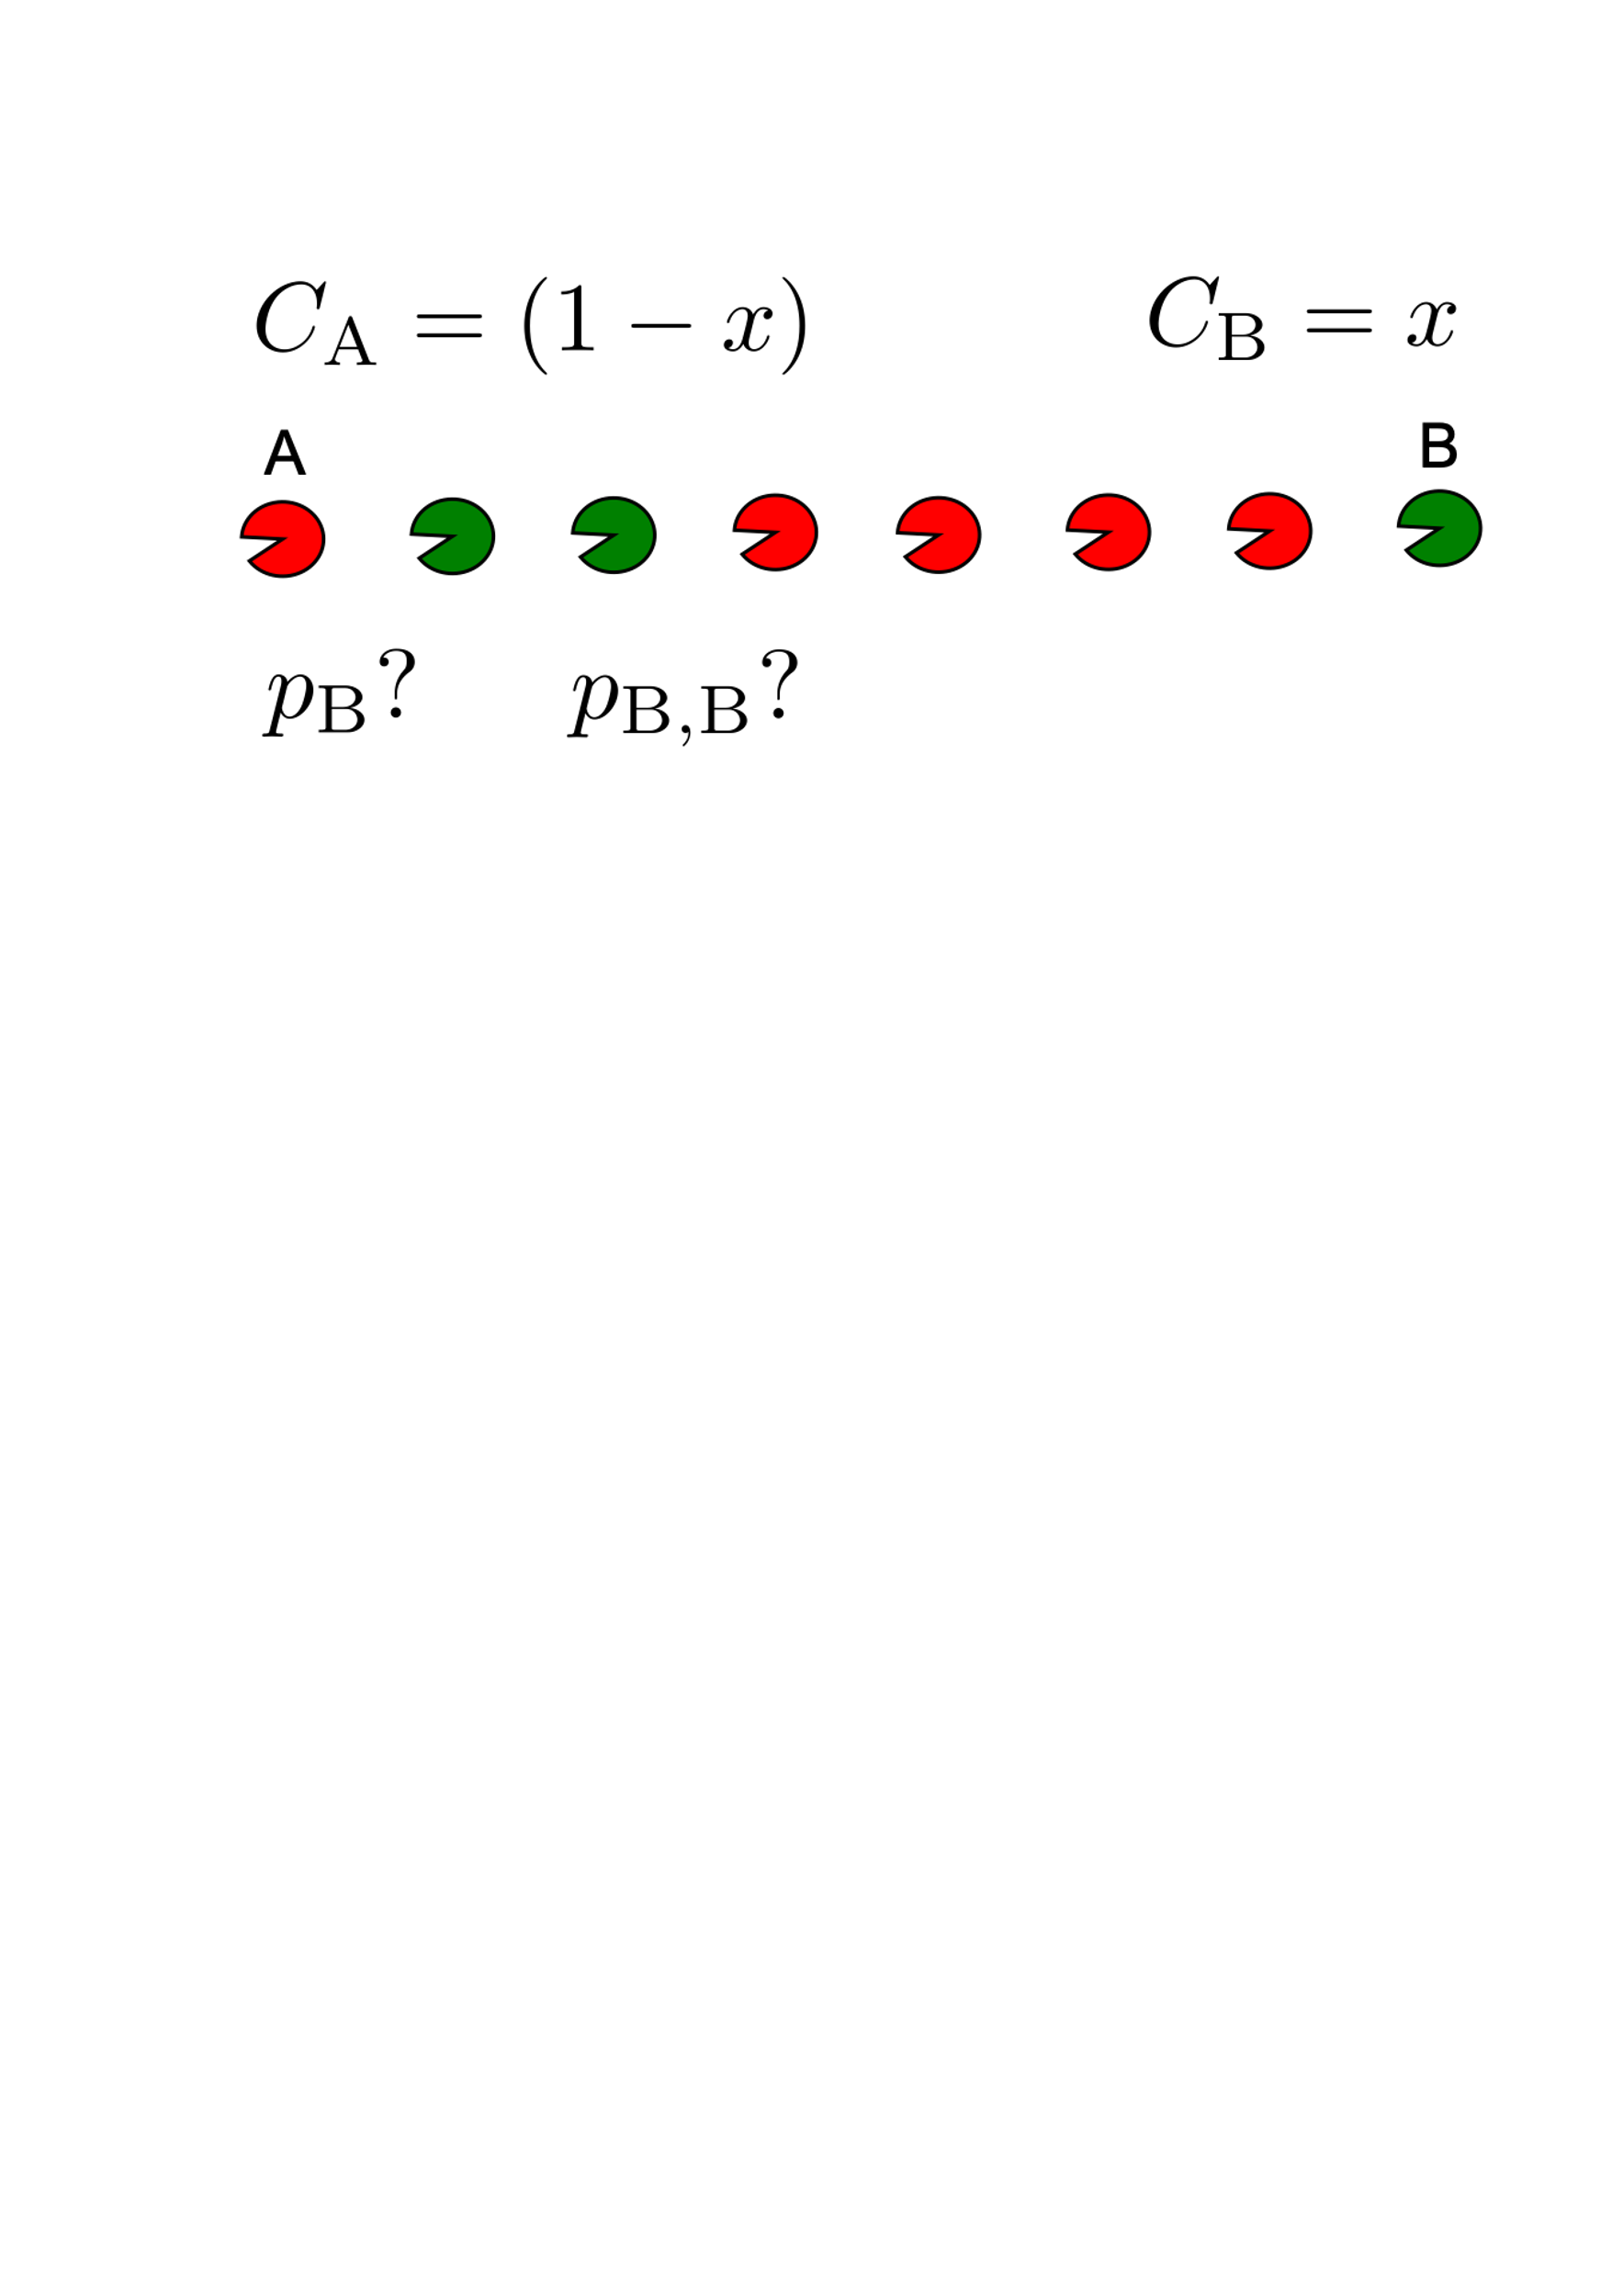 C_A = (1 − x) C_B = x
A B
p_B? p_B,B?